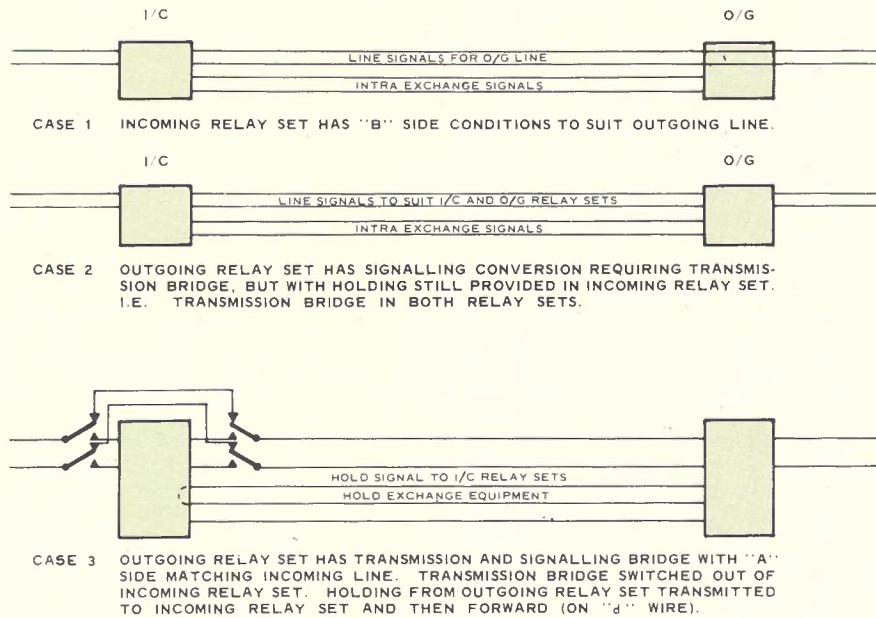 I/C O/G
LINE SIGNALS FOR O/G LINE
INTRA EXCHANGE SIGNALS
CASE 1 INCOMING RELAY SET HAS "B" SIDE CONDITIONS TO SUIT OUTGOING LINE.
I/C O/G
LINE SIGNALS TO SUIT I/C AND O/G RELAY SETS
INTRA EXCHANGE SIGNALS
CASE 2 OUTGOING RELAY SET HAS SIGNALLING CONVERSION REQUIRING TRANSMIS-
SION BRIDGE, BUT WITH HOLDING STILL PROVIDED IN INCOMING RELAY SET.
I.E. TRANSMISSION BRIDGE IN BOTH RELAY SETS.
HOLD SIGNAL TO I/C RELAY SETS
HOLD EXCHANGE EQUIPMENT
CASE 3 OUTGOING RELAY SET HAS TRANSMISSION AND SIGNALLING BRIDGE WITH "A"
SIDE MATCHING INCOMING LINE. TRANSMISSION BRIDGE SWITCHED OUT OF
INCOMING RELAY SET. HOLDING FROM OUTGOING RELAY SET TRANSMITTED
TO INCOMING RELAY SET AND THEN FORWARD (ON "d" WIRE).